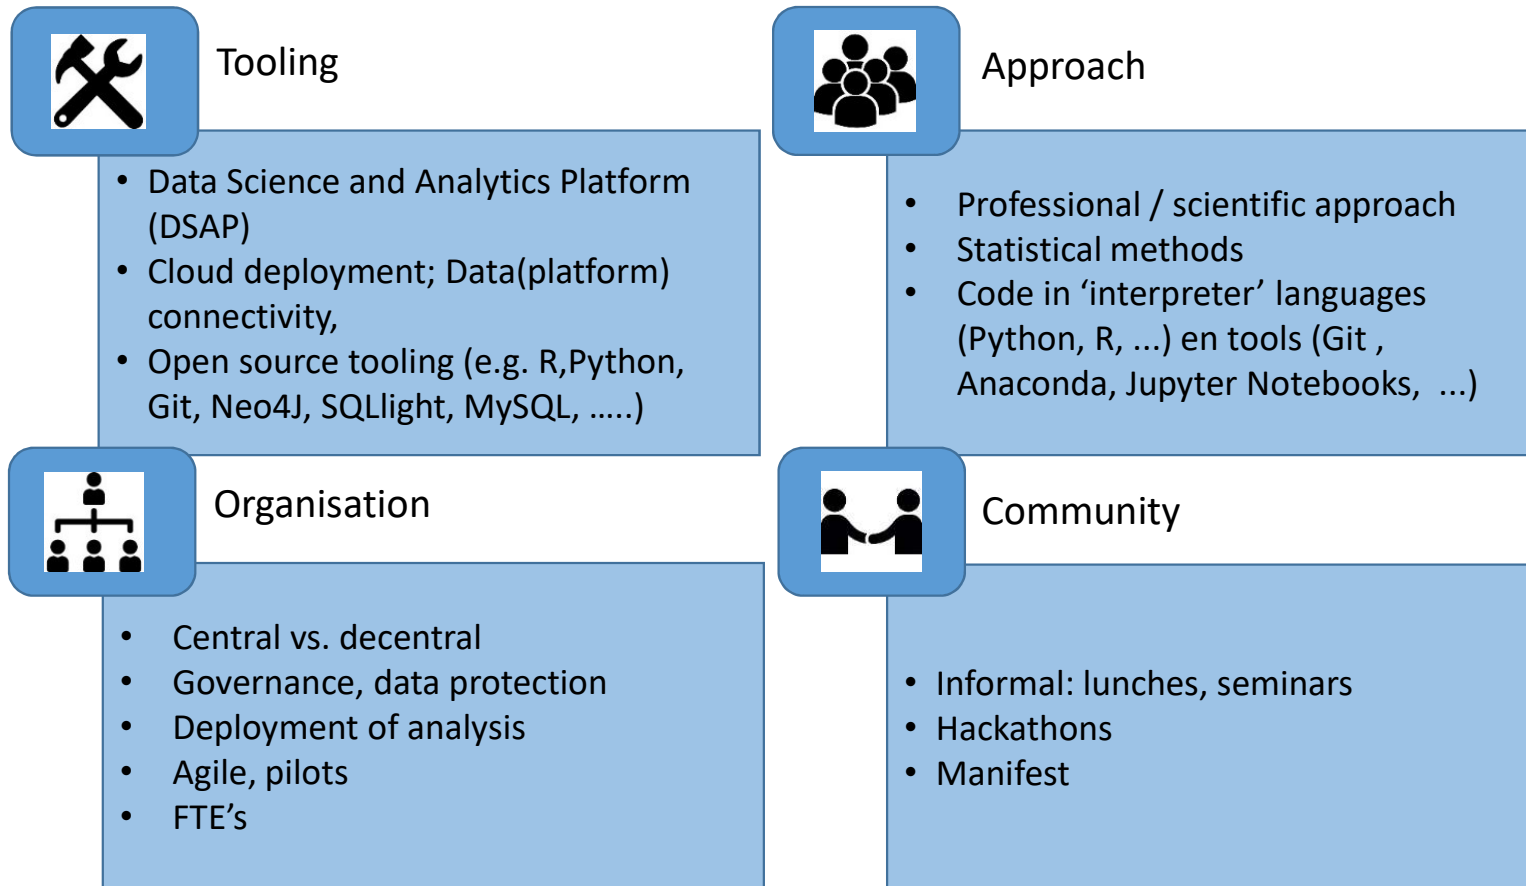 Tooling
• Data Science and Analytics Platform
(DSAP)
• Cloud deployment; Data(platform)
connectivity,
• Open source tooling (e.g. R,Python,
Git, Neo4J, SQLlight, MySQL, …..)
Approach
• Professional / scientific approach
• Statistical methods
• Code in ‘interpreter’ languages
(Python, R, ...) en tools (Git ,
Anaconda, Jupyter Notebooks, ...)
Organisation
• Central vs. decentral
• Governance, data protection
• Deployment of analysis
• Agile, pilots
• FTE’s
Community
• Informal: lunches, seminars
• Hackathons
• Manifest